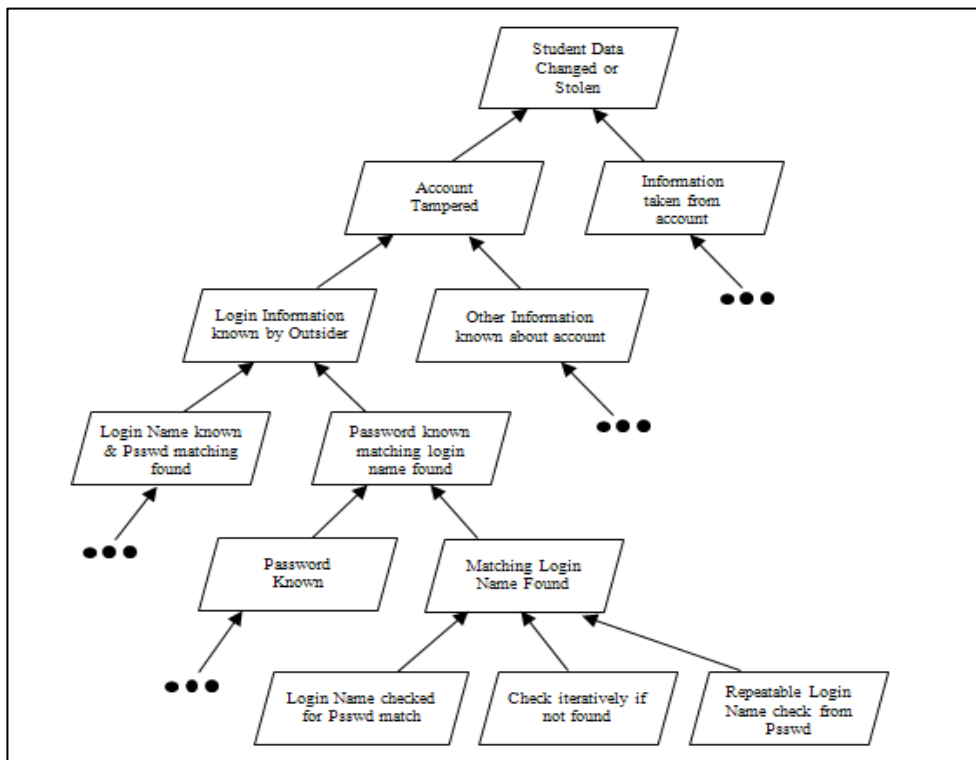 Student Data
Changed or
Stolen
Account
Tampered
Information
taken from
account
Login Information
known by Outsider
Other Information
known about account
Login Name known
& Psswd matching
found
Password known
matching login
name found
Password
Known
Matching Login
Name Found
Login Name checked
for Psswd match
Check iteratively if
not found
Repeatable Login
Name check from
Psswd